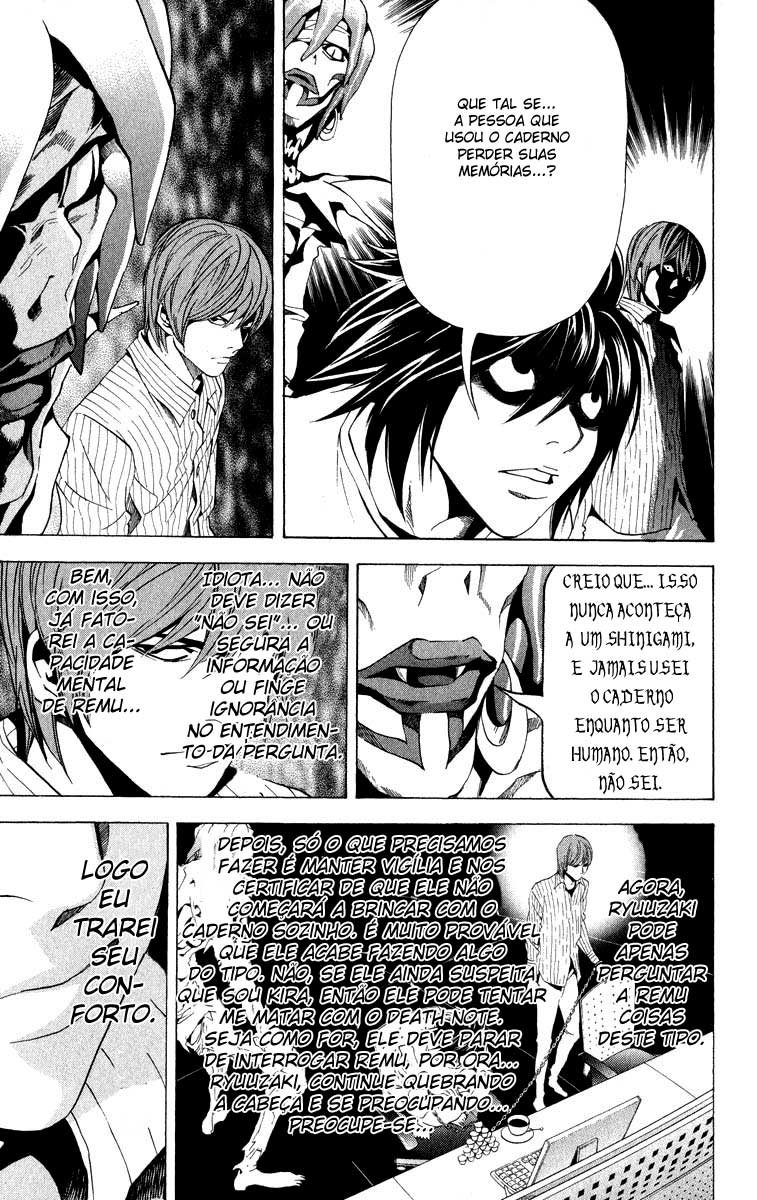 QUE TAL SE...
A PESSOA QUE
USOU O CADERNO
PERDER SUAS
MEMÓRIAS...?
CREIO QUE... ISSO
NUNCA ACONTEÇA
A UM SHINIGAMI,
E JAMAIS USEI
O CADERNO
ENQUANTO SER
HUMANO. ENTÃO,
NÃO SEI.
IDIOTA... NÃO
DEVE DIZER
"NÃO SEI"... OU
SEGURA A
INFORMAÇÃO
OU FINGE
IGNORÂNCIA
NO ENTENDIMEN-
TO DA PERGUNTA.
BEM,
COM ISSO,
JÁ FATO-
REI A CA-
PACIDADE
MENTAL
DE REMU...
AGORA,
RYUUZAKI
PODE
APENAS
PERGUNTAR
A REMU
COISAS
DESTE TIPO.
DEPOIS, SÓ O QUE PRECISAMOS
FAZER É MANTER VIGÍLIA E NOS
CERTIFICAR DE QUE ELE NÃO
COMEÇARÁ A BRINCAR COM O
CADERNO SOZINHO. É MUITO PROVÁVEL
QUE ELE ACABE FAZENDO ALGO
DO TIPO. NÃO, SE ELE AINDA SUSPEITA
QUE SOU KIRA, ENTÃO ELE PODE TENTAR
ME MATAR COM O DEATH NOTE.
SEJA COMO FOR, ELE DEVE PARAR
DE INTERROGAR REMU, POR ORA...
RYUUZAKI, CONTINUE QUEBRANDO
A CABEÇA E SE PREOCUPANDO...
PREOCUPE-SE...
LOGO
EU
TRAREI
SEU
CON-
FORTO.